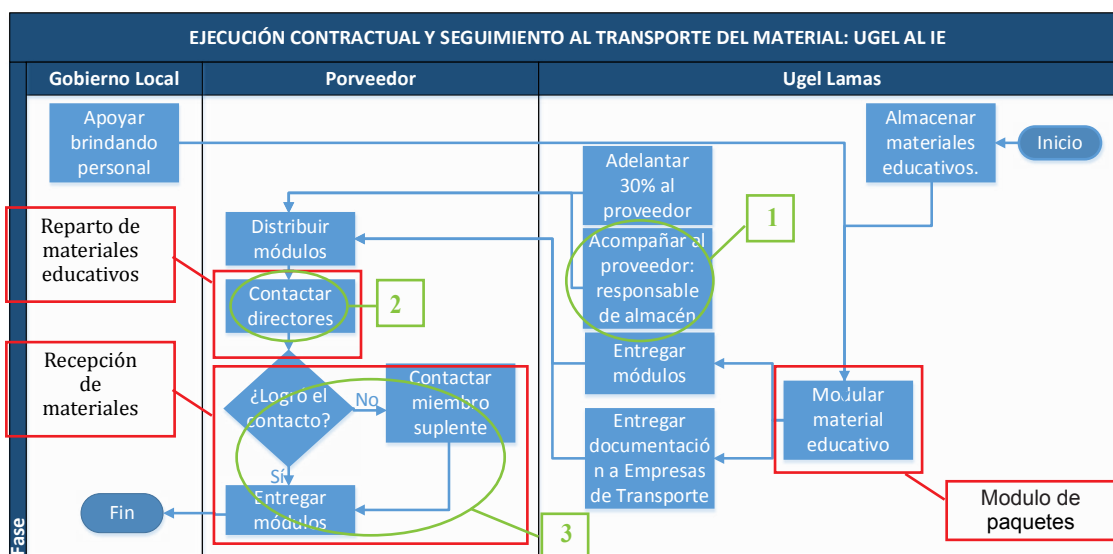 EJECUCIÓN CONTRACTUAL Y SEGUIMIENTO AL TRANSPORTE DEL MATERIAL: UGEL AL IE
Gobierno Local
Porveedor
Ugel Lamas
Apoyar
brindando
personal
Almacenar
materiales
educativos.
Inicio
Adelantar
30% al
proveedor
1
Reparto de
materiales
educativos
Distribuir
módulos
Acompañar al
proveedor:
responsable
de almacén
Contactar
directores
2
Recepción
de
materiales
¿Logró el
contacto?
No
Contactar
miembro
suplente
Entregar
módulos
Modular
material
educativo
Entregar
documentació
n a Empresas
de Transporte
Sí
Entregar
módulos
Fin
3
Modulo de
paquetes
Fase